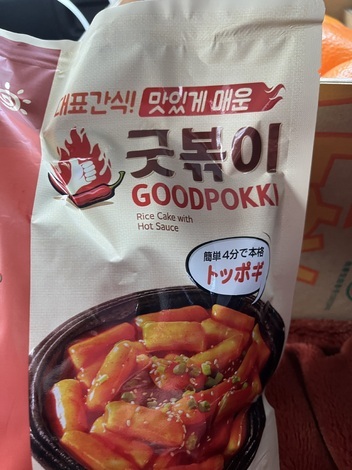 대표간식! 맛있게 매운
굿볶이
GOODPOKKI
Rice Cake with
Hot Sauce
簡単4分で本格
トッポギ